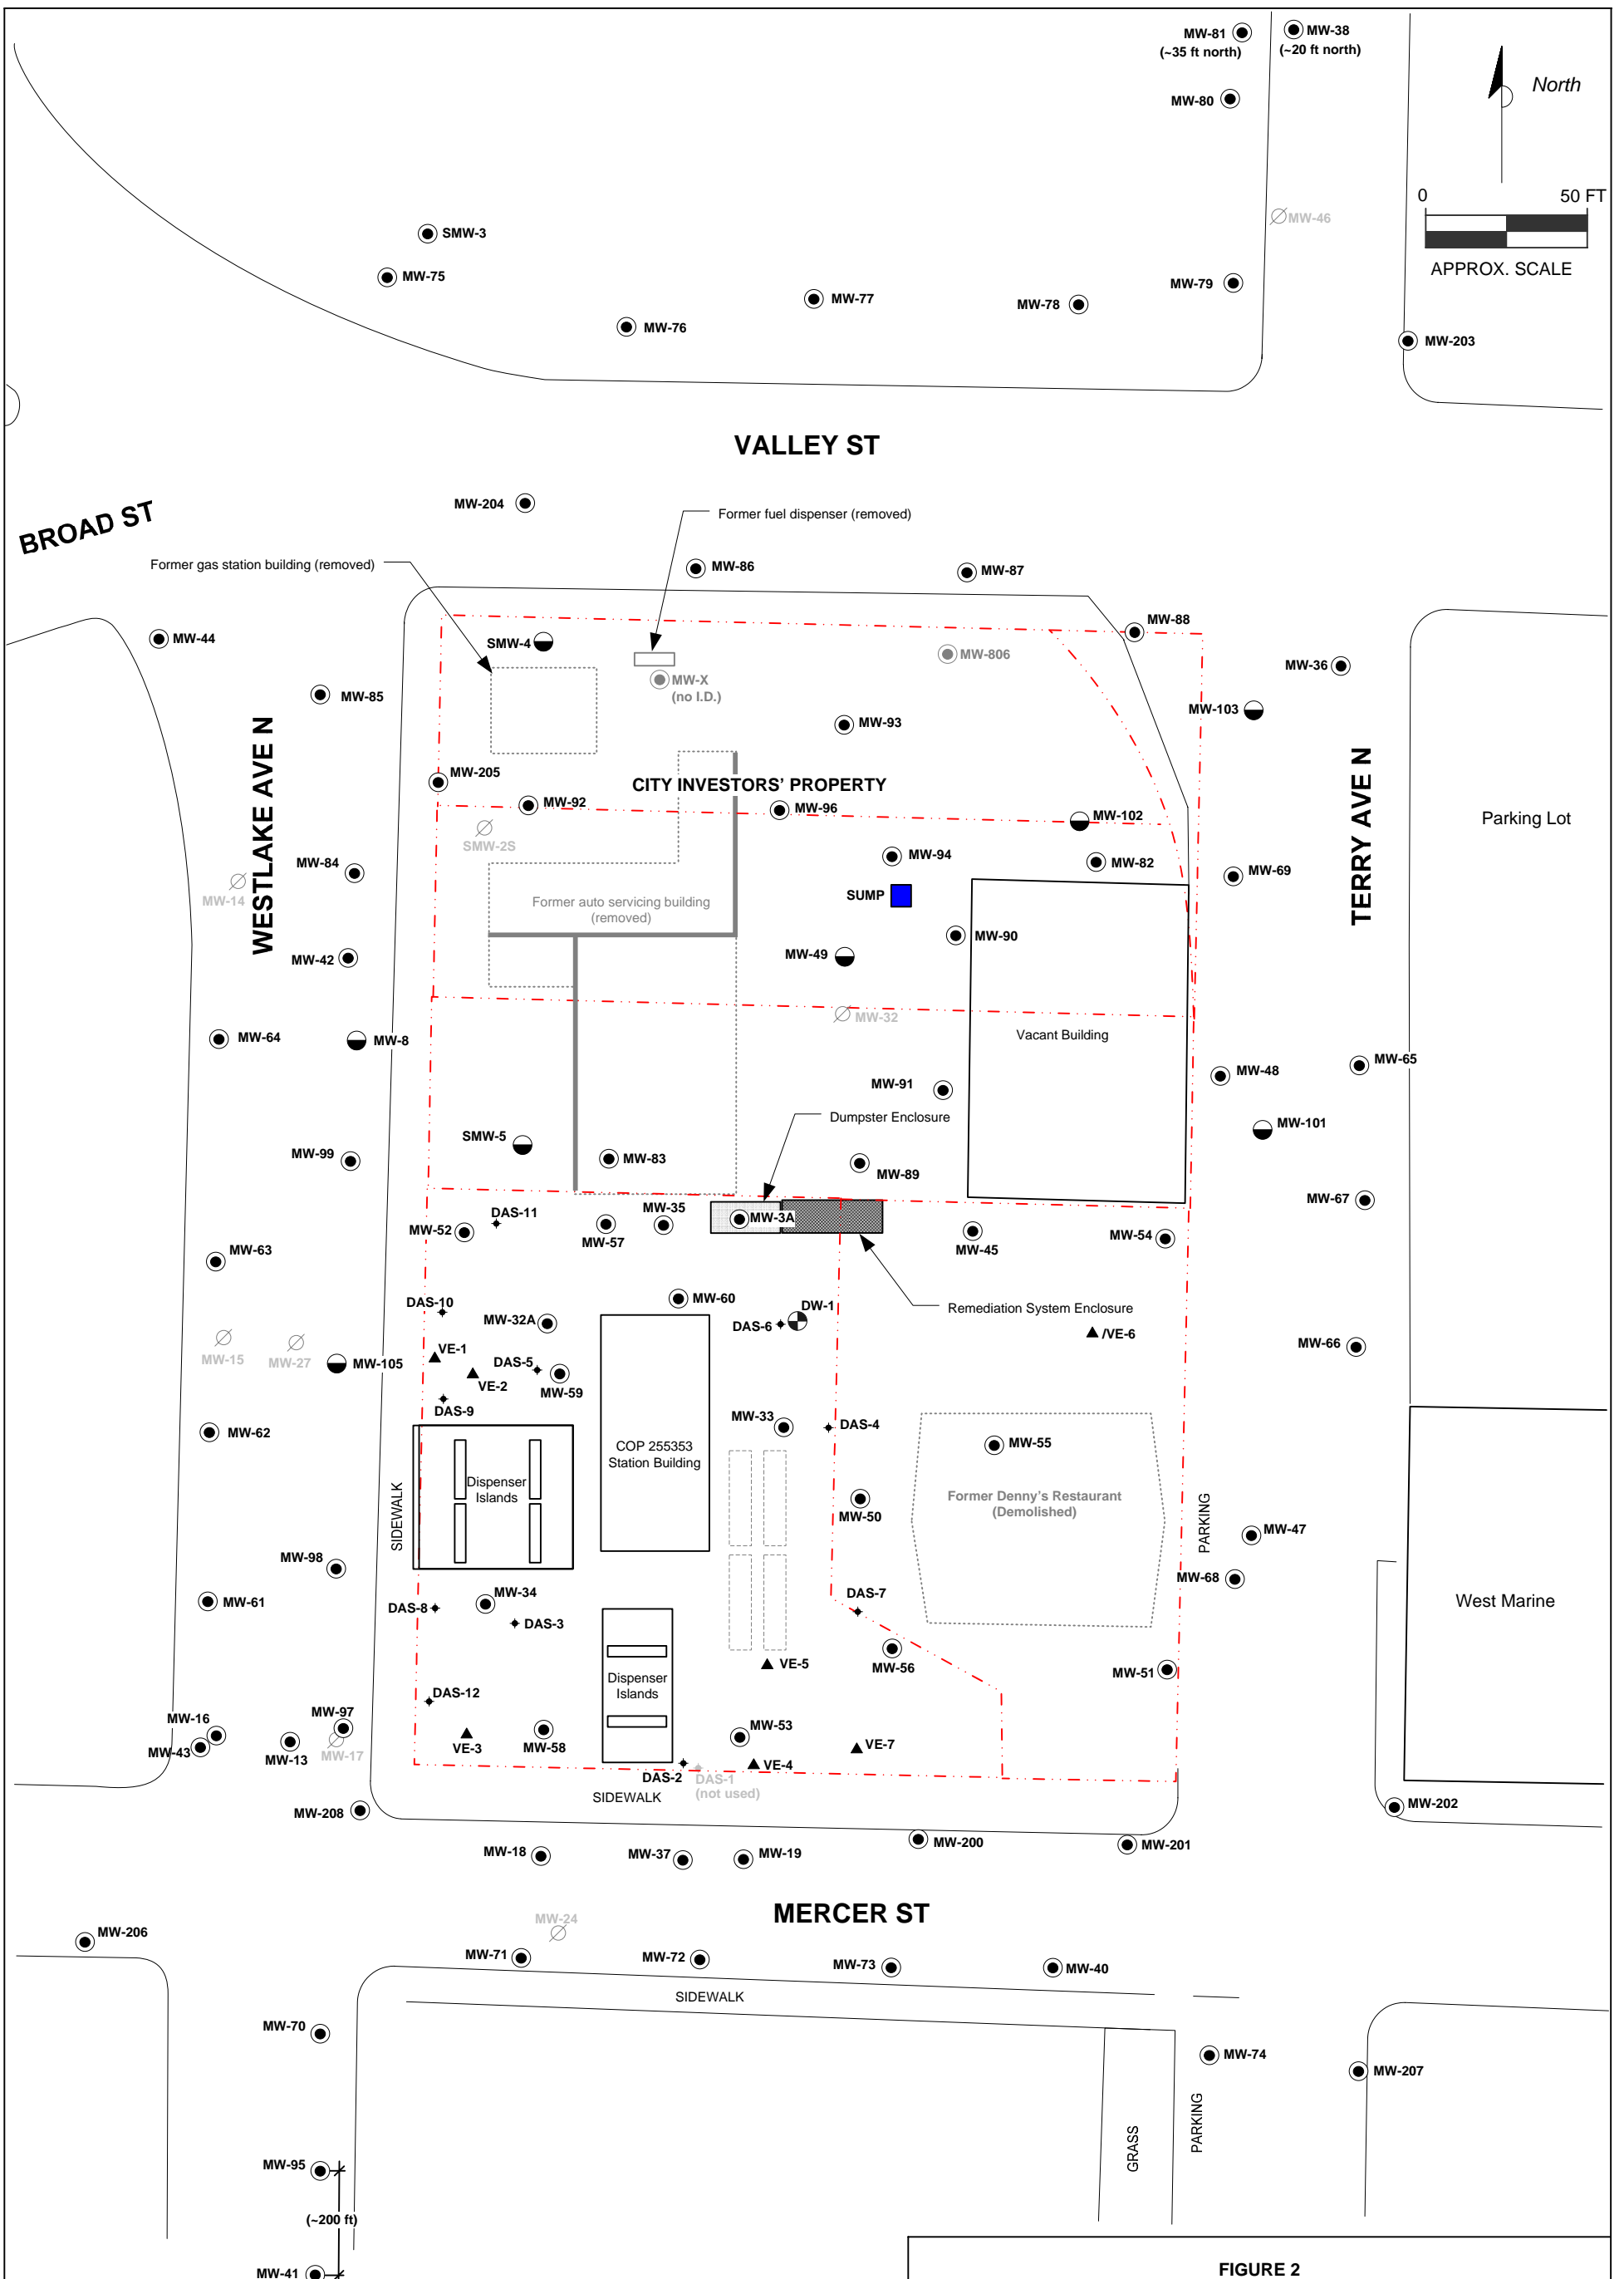 MW-81
(~35 ft north)
MW-38
(~20 ft north)
North
MW-80
0
50 FT
APPROX. SCALE
MW-46
SMW-3
MW-75
MW-79
MW-77
MW-78
MW-76
MW-203
VALLEY ST
BROAD ST
MW-204
Former fuel dispenser (removed)
Former gas station building (removed)
MW-86
MW-87
MW-44
SMW-4
MW-88
MW-806
MW-36
MW-X
(no I.D.)
MW-85
MW-103
MW-93
WESTLAKE AVE N
TERRY AVE N
MW-205
CITY INVESTORS' PROPERTY
MW-92
MW-96
MW-102
Parking Lot
SMW-2S
MW-84
MW-94
MW-82
MW-69
MW-14
SUMP
Former auto servicing building
(removed)
MW-90
MW-42
MW-49
MW-32
MW-64
MW-8
Vacant Building
MW-65
MW-48
MW-91
Dumpster Enclosure
MW-101
SMW-5
MW-99
MW-83
MW-89
MW-67
DAS-11
MW-35
MW-3A
MW-52
MW-57
MW-45
MW-54
MW-63
DAS-10
MW-60
DW-1
Remediation System Enclosure
MW-32A
DAS-6
/VE-6
MW-15
MW-27
MW-105
VE-1
DAS-5
MW-66
VE-2
MW-59
DAS-9
MW-33
DAS-4
MW-62
COP 255353
Station Building
MW-55
Dispenser
Islands
SIDEWALK
Former Denny's Restaurant
(Demolished)
MW-50
PARKING
MW-47
MW-98
MW-68
MW-61
MW-34
DAS-8
DAS-3
DAS-7
West Marine
MW-56
VE-5
MW-51
Dispenser
Islands
DAS-12
MW-16
MW-97
MW-43
MW-13
MW-17
VE-3
MW-58
MW-53
VE-7
DAS-2
DAS-1
(not used)
VE-4
SIDEWALK
MW-208
MW-202
MW-200
MW-201
MW-18
MW-37
MW-19
MERCER ST
MW-24
MW-206
MW-71
MW-72
MW-73
MW-40
SIDEWALK
MW-70
MW-74
MW-207
PARKING
GRASS
MW-95
(~200 ft)
MW-41
FIGURE 2